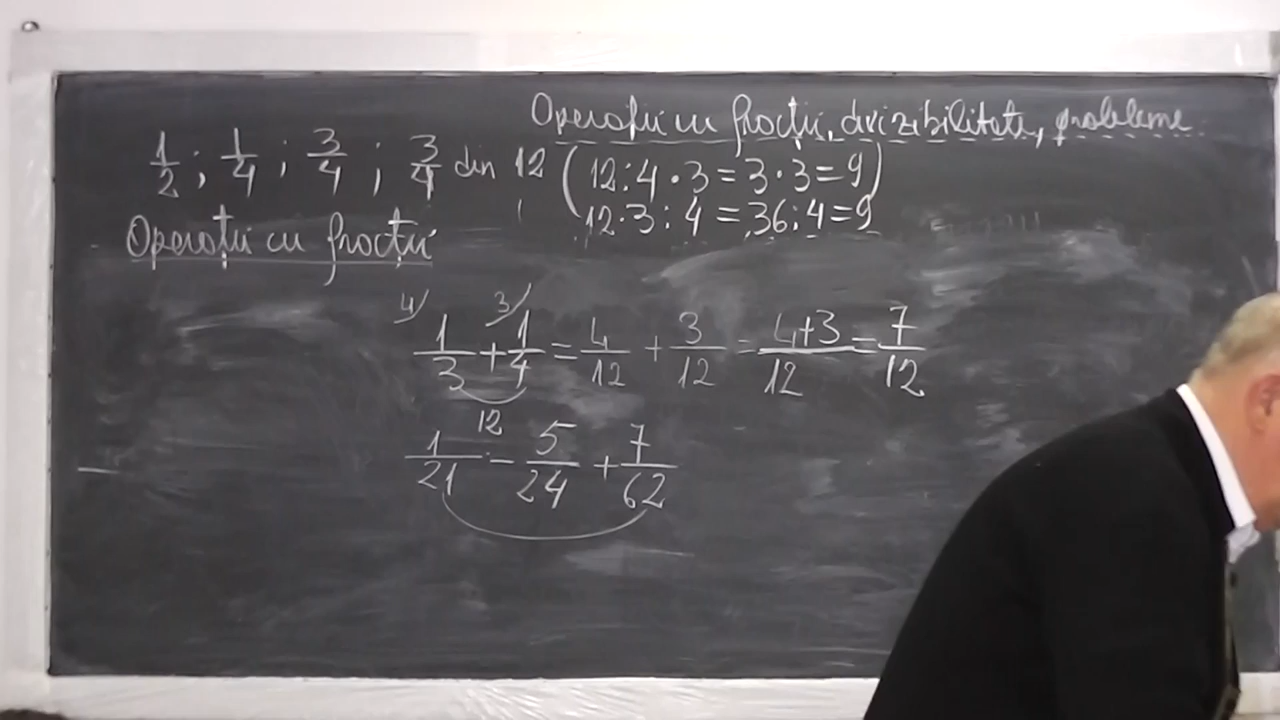 Operații cu fracții, divizibilitate, probleme
1/2 ; 1/4 ; 3/4 ; 3/4 din 12 (12:4·3=3·3=9)
12·3:4=36:4=9
Operații cu fracții
4/ 3/
1/3 + 1/4 = 4/12 + 3/12 = 4+3/12 = 7/12
12
1/21 - 5/24 + 7/62